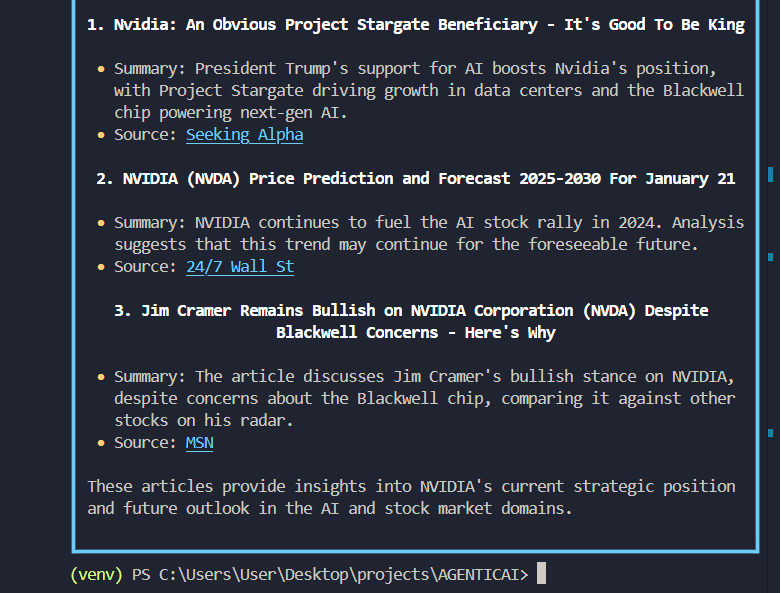 1. Nvidia: An Obvious Project Stargate Beneficiary - It's Good To Be King
• Summary: President Trump's support for AI boosts Nvidia's position,
with Project Stargate driving growth in data centers and the Blackwell
chip powering next-gen AI.
• Source: Seeking Alpha
2. NVIDIA (NVDA) Price Prediction and Forecast 2025-2030 For January 21
• Summary: NVIDIA continues to fuel the AI stock rally in 2024. Analysis
suggests that this trend may continue for the foreseeable future.
• Source: 24/7 Wall St
3. Jim Cramer Remains Bullish on NVIDIA Corporation (NVDA) Despite
Blackwell Concerns - Here's Why
• Summary: The article discusses Jim Cramer's bullish stance on NVIDIA,
despite concerns about the Blackwell chip, comparing it against other
stocks on his radar.
• Source: MSN
These articles provide insights into NVIDIA's current strategic position
and future outlook in the AI and stock market domains.
(venv) PS C:\Users\User\Desktop\projects\AGENTICAI>